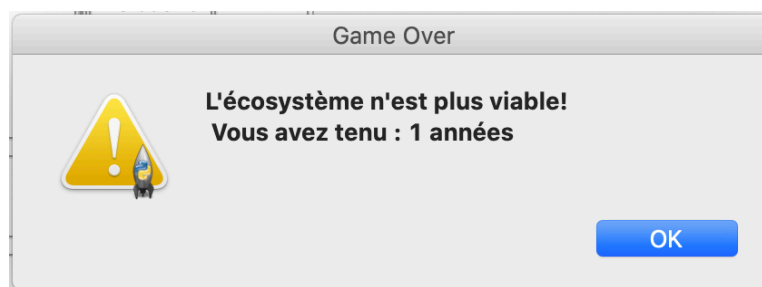 Game Over
L'écosystème n'est plus viable!
Vous avez tenu : 1 années
OK